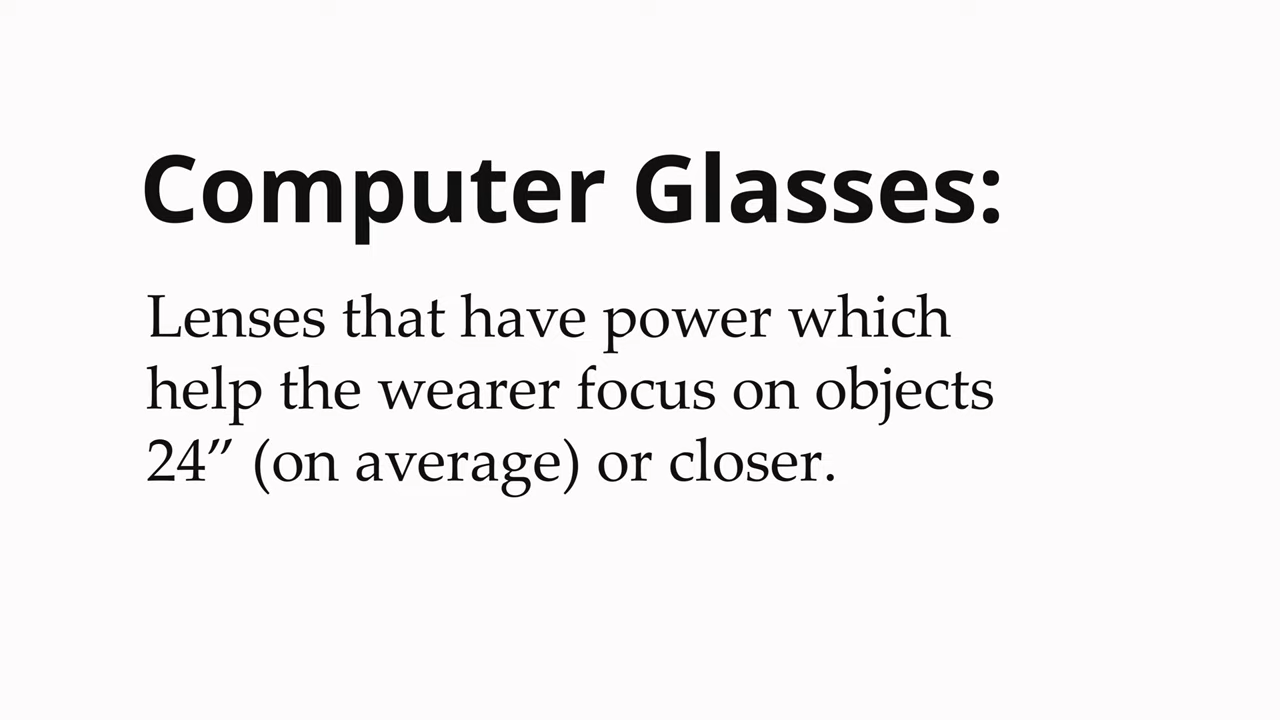 Computer Glasses:
Lenses that have power which
help the wearer focus on objects
24” (on average) or closer.